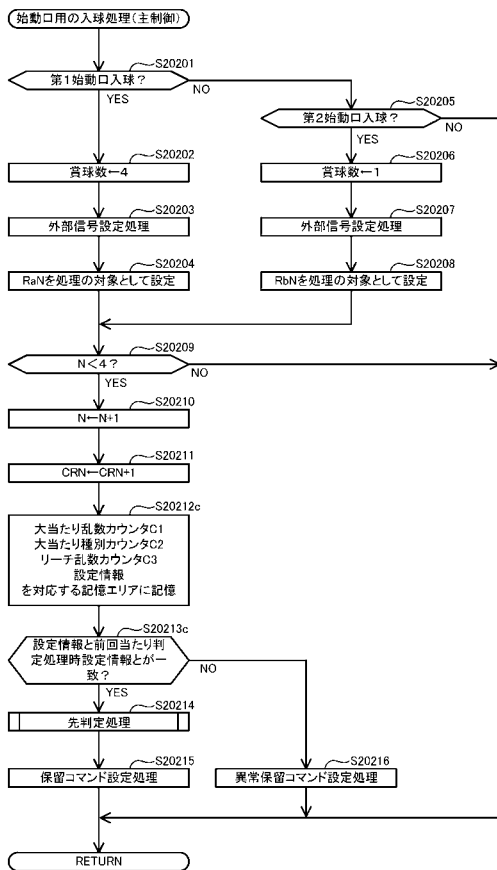 始動口用の入球処理(主制御)
S20201
第1始動口入球?
NO
YES
S20205
第2始動口入球?
NO
YES
S20202
賞球数←4
S20206
賞球数←1
S20203
外部信号設定処理
S20207
外部信号設定処理
S20204
RaNを処理の対象として設定
S20208
RbNを処理の対象として設定
S20209
N<4?
NO
YES
S20210
N←N+1
S20211
CRN←CRN+1
S20212c
大当たり乱数カウンタC1
大当たり種別カウンタC2
リーチ乱数カウンタC3
設定情報
を対応する記憶エリアに記憶
S20213c
設定情報と前回当たり判
定処理時設定情報とが一
致?
NO
YES
S20214
先判定処理
S20215
保留コマンド設定処理
S20216
異常保留コマンド設定処理
RETURN